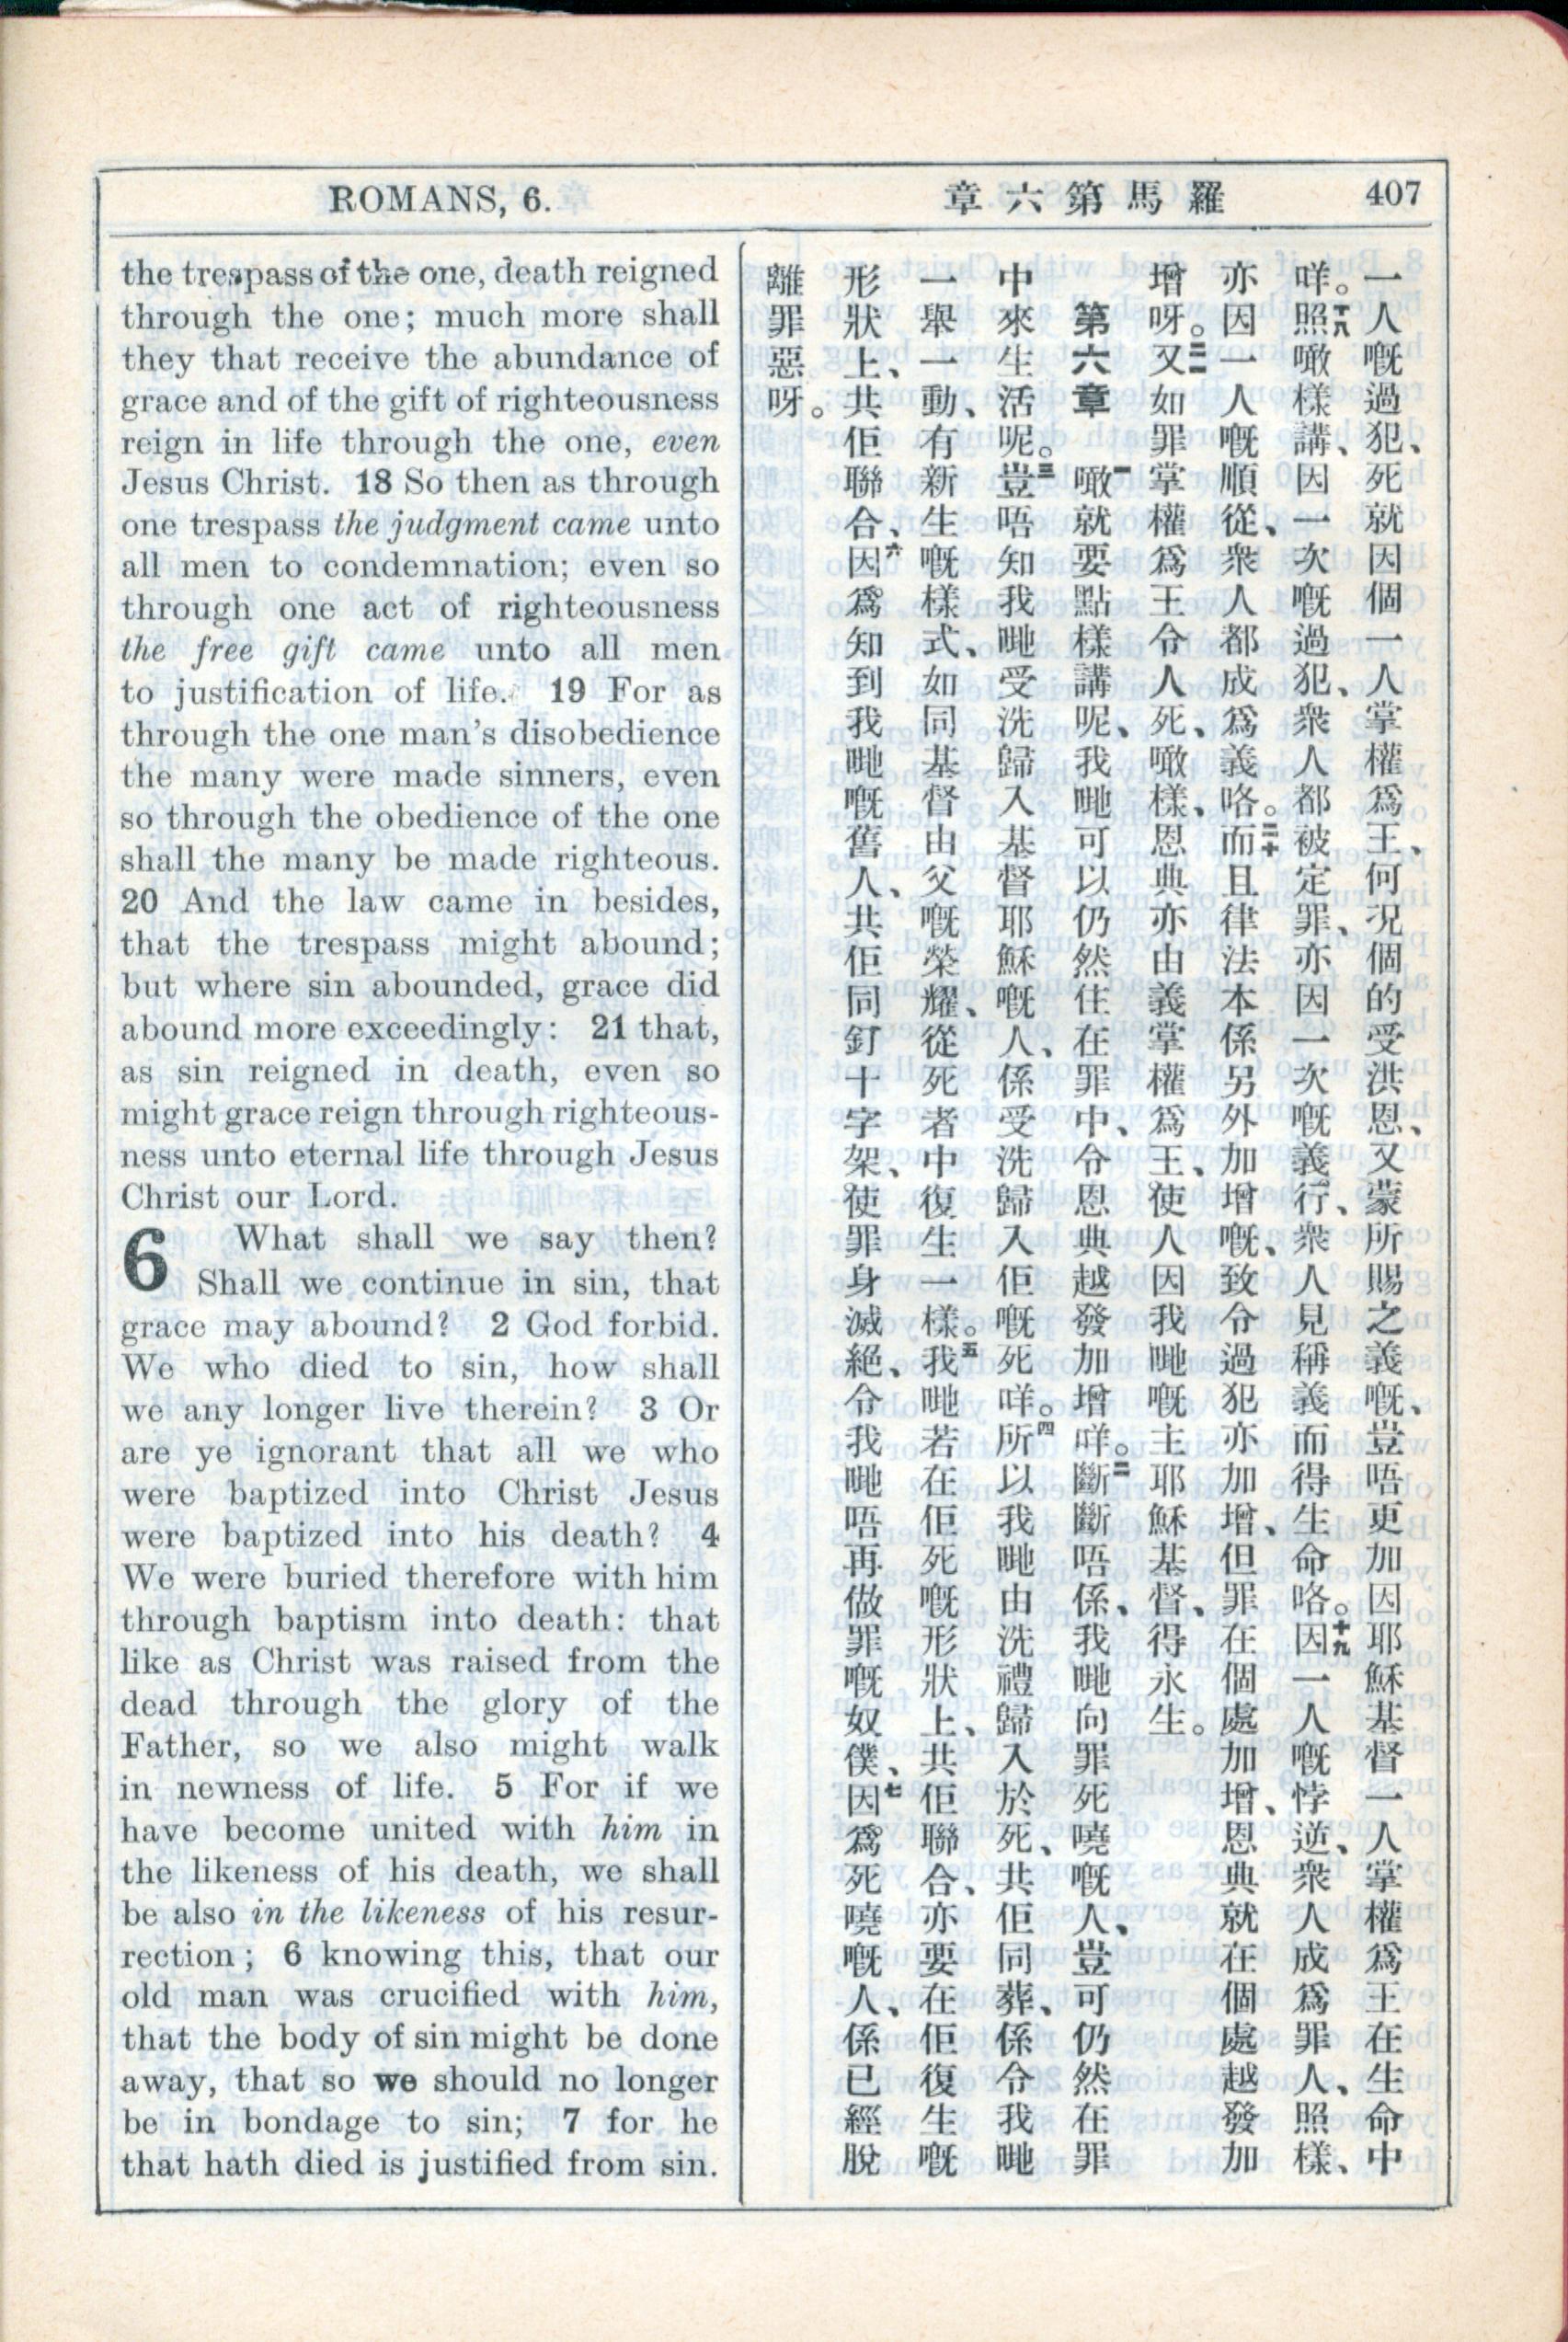 ROMANS, 6.
章六第馬羅
407
the trespass of the one, death reigned
through the one; much more shall
they that receive the abundance of
grace and of the gift of righteousness
reign in life through the one, even
Jesus Christ. 18 So then as through
one trespass the judgment came unto
all men to condemnation; even so
through one act of righteousness
the free gift came unto all men
to justification of life. 19 For as
through the one man's disobedience
the many were made sinners, even
so through the obedience of the one
shall the many be made righteous.
20 And the law came in besides,
that the trespass might abound;
but where sin abounded, grace did
abound more exceedingly: 21 that,
as sin reigned in death, even so
might grace reign through righteous-
ness unto eternal life through Jesus
Christ our Lord.
6 What shall we say then?
Shall we continue in sin, that
grace may abound? 2 God forbid.
We who died to sin, how shall
we any longer live therein? 3 Or
are ye ignorant that all we who
were baptized into Christ Jesus
were baptized into his death? 4
We were buried therefore with him
through baptism into death: that
like as Christ was raised from the
dead through the glory of the
Father, so we also might walk
in newness of life. 5 For if we
have become united with him in
the likeness of his death, we shall
be also in the likeness of his resur-
rection; 6 knowing this, that our
old man was crucified with him,
that the body of sin might be done
away, that so we should no longer
be in bondage to sin; 7 for he
that hath died is justified from sin.
一人嘅過犯、死就因個一人掌權爲王、何况個的受洪恩、又蒙所賜之義嘅、豈唔更加因耶穌基督一人掌權爲王在生命中
咩。十八照噉樣講、因一次嘅過犯、衆人都被定罪、亦因一次嘅義行、衆人見稱義而得生命咯。十九因一人嘅悖逆、衆人成爲罪人、照樣、
亦因一人嘅順從、衆人都成爲義咯。二十而且律法本係另外加增嘅、致令過犯亦加增、但罪在個處加增、恩典就在個處越發加
增呀。二一又如罪掌權爲王令人死、噉樣、恩典亦由義掌權爲王、使人因我哋嘅主耶穌基督、得永生。
第六章 一噉就要點樣講呢、我哋可以仍然住在罪中、令恩典越發加增咩。二斷斷唔係、我哋向罪死嘵嘅人、豈可仍然在罪
中來生活呢。三豈唔知我哋受洗歸入基督耶穌嘅人、係受洗歸入佢嘅死咩。四所以我哋由洗禮歸入於死、共佢同葬、係令我哋
一舉一動、有新生嘅樣式、如同基督由父嘅榮耀、從死者中復生一樣。五我哋若在佢死嘅形狀上、共佢聯合、亦要在佢復生嘅
形狀上、共佢聯合、六因爲知到我哋嘅舊人、共佢同釘十字架、使罪身滅絶、令我哋唔再做罪嘅奴僕、七因爲死嘵嘅人、係已經脫
離罪惡呀。